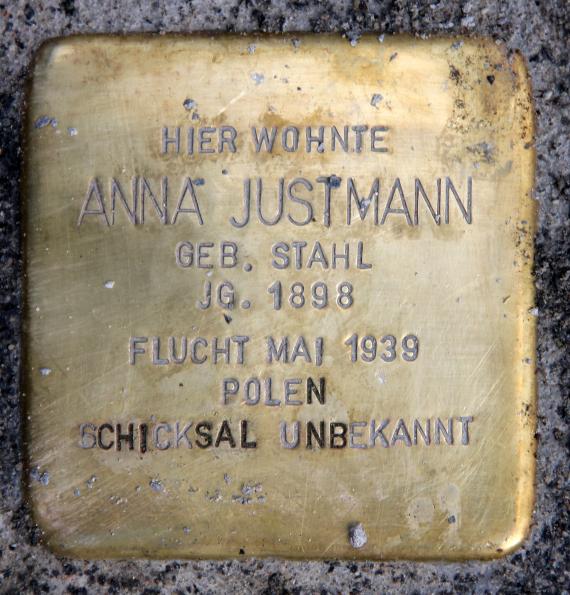 HIER WOHNTE
ANNA JUSTMANN
GEB. STAHL
JG. 1898
FLUCHT MAI 1939
POLEN
SCHICKSAL UNBEKANNT